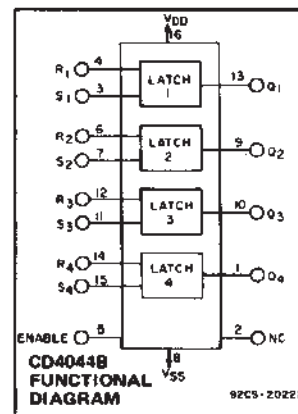 VDD
16
R1 4
LATCH 1
13 Q1
S1 3
R2 6
LATCH 2
9 Q2
S2 7
R3 12
LATCH 3
10 Q3
S3 11
R4 14
LATCH 4
1 Q4
S4 15
ENABLE 5
2 NC
8
VSS
CD4044B
FUNCTIONAL
DIAGRAM